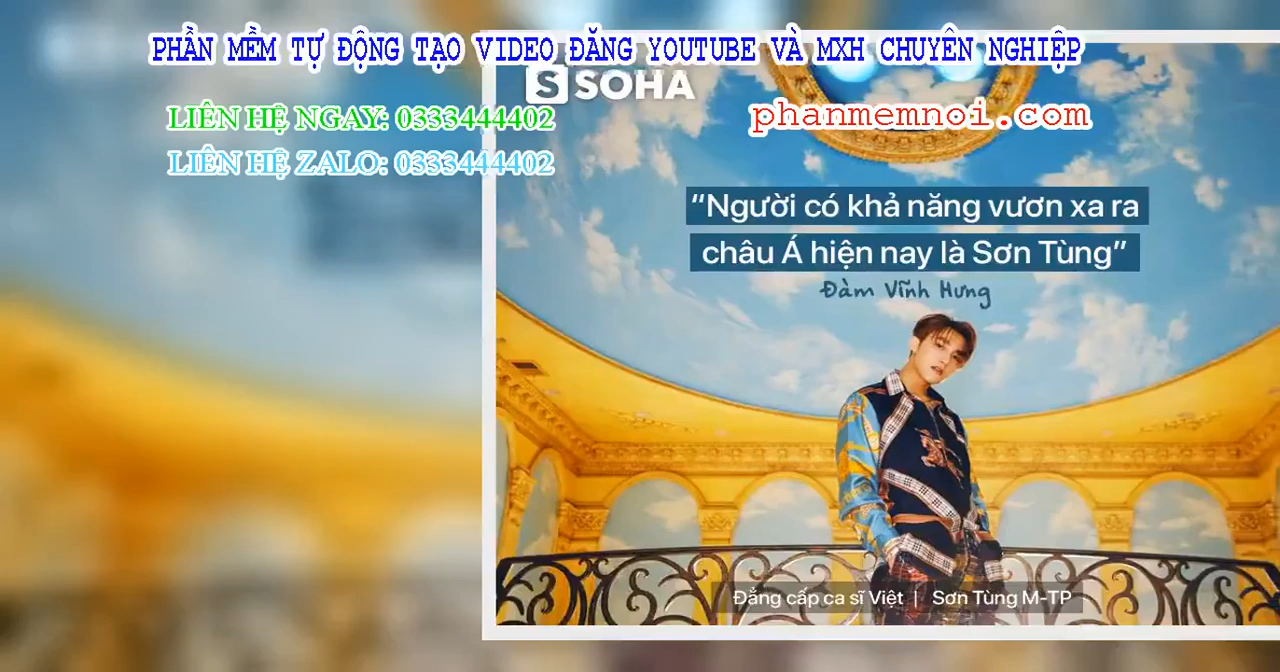 PHẦN MỀM TỰ ĐỘNG TẠO VIDEO ĐĂNG YOUTUBE VÀ MXH CHUYÊN NGHIỆP
S SOHA
LIÊN HỆ NGAY: 0333444402
phanmemnoi.com
LIÊN HỆ ZALO: 0333444402
“Người có khả năng vươn xa ra
châu Á hiện nay là Sơn Tùng”
Đàm Vĩnh Hưng
Đẳng cấp ca sĩ Việt | Sơn Tùng M-TP